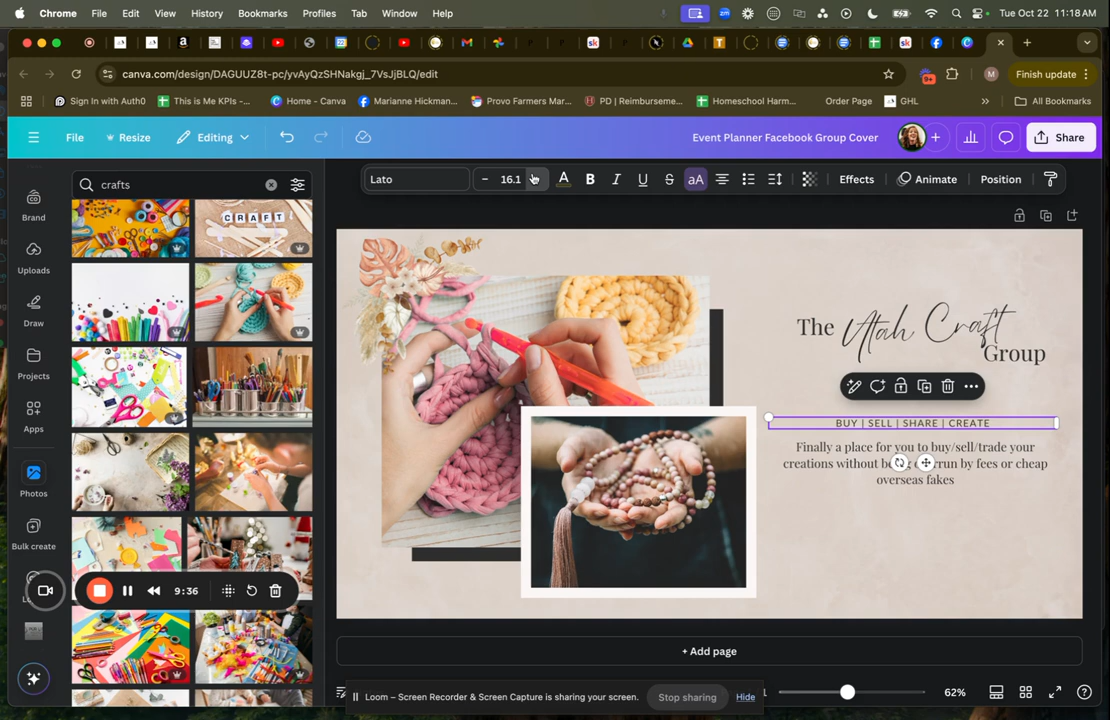 Chrome File Edit View History Bookmarks Profiles Tab Window Help
Tue Oct 22 11:18 AM
canva.com/design/DAGUUZ8t-pc/yvAyQzSHNakgj_7VsJjBLQ/edit
9+
M
Finish update
Sign In with Auth0
This is Me KPIs -...
Home - Canva
Marianne Hickman...
Provo Farmers Mar...
PD | Reimburseme...
Homeschool Harm...
Order Page
GHL
All Bookmarks
File
Resize
Editing
Event Planner Facebook Group Cover
Share
crafts
Lato
16.1
A B I U S aA
Effects
Animate
Position
Brand
Uploads
Draw
Projects
Apps
Photos
Bulk create
CRAFT
The Utah Craft
Group
BUY | SELL | SHARE | CREATE
Finally a place for you to buy/sell/trade your
run by fees or cheap
creations without
overseas fakes
9:36
+ Add page
Loom – Screen Recorder & Screen Capture is sharing your screen.
Stop sharing
Hide
62%